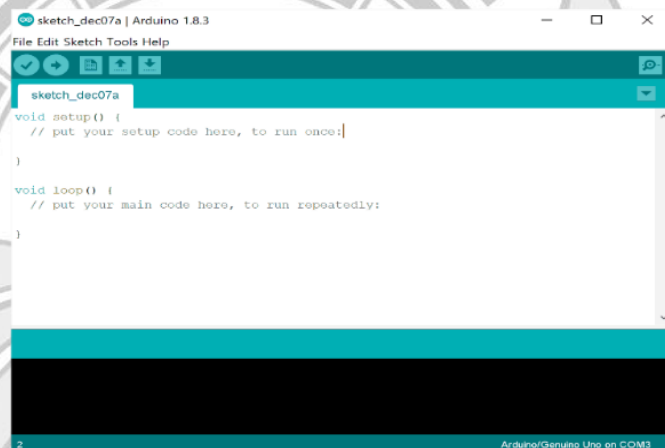 sketch_dec07a | Arduino 1.8.3
File Edit Sketch Tools Help
sketch_dec07a
void setup() {
// put your setup code here, to run once:
}
void loop() {
// put your main code here, to run repeatedly:
}
2 Arduino/Genuino Uno on COM3